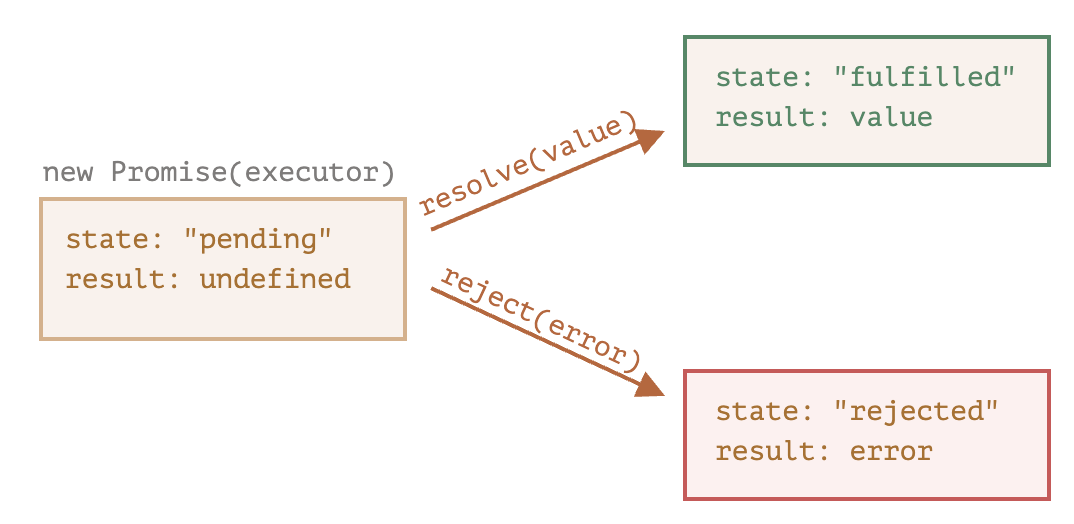 new Promise(executor)
state: "pending"
result: undefined
resolve(value)
reject(error)
state: "fulfilled"
result: value
state: "rejected"
result: error